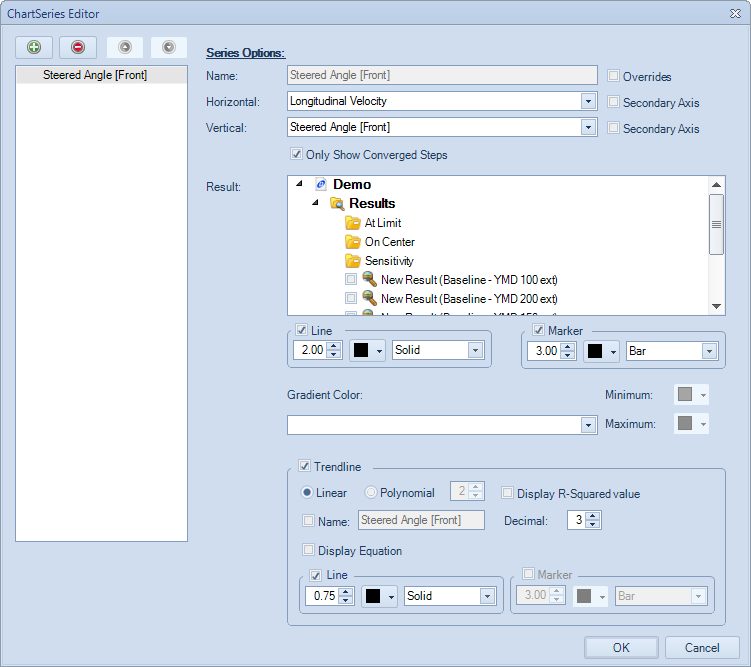 ChartSeries Editor
Series Options:
Steered Angle [Front]
Name: Steered Angle [Front] Overrides
Horizontal: Longitudinal Velocity Secondary Axis
Vertical: Steered Angle [Front] Secondary Axis
Only Show Converged Steps
Result:
Demo
Results
At Limit
On Center
Sensitivity
New Result (Baseline - YMD 100 ext)
New Result (Baseline - YMD 200 ext)
Line
2.00 Solid
Marker
3.00 Bar
Gradient Color:
Minimum:
Maximum:
Trendline
Linear Polynomial 2 Display R-Squared value
Name: Steered Angle [Front] Decimal: 3
Display Equation
Line
0.75 Solid
Marker
3.00 Bar
OK Cancel